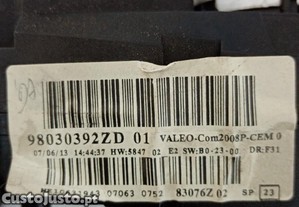 98030392ZD 01 VALEO-Com2008P-CEM 0
07/06/13 14:44:37 HW:5847 02 E2 SW:B0-23-00 DR:F31
07063 0752 83076Z 02 SP 23
CustoJusto.pt